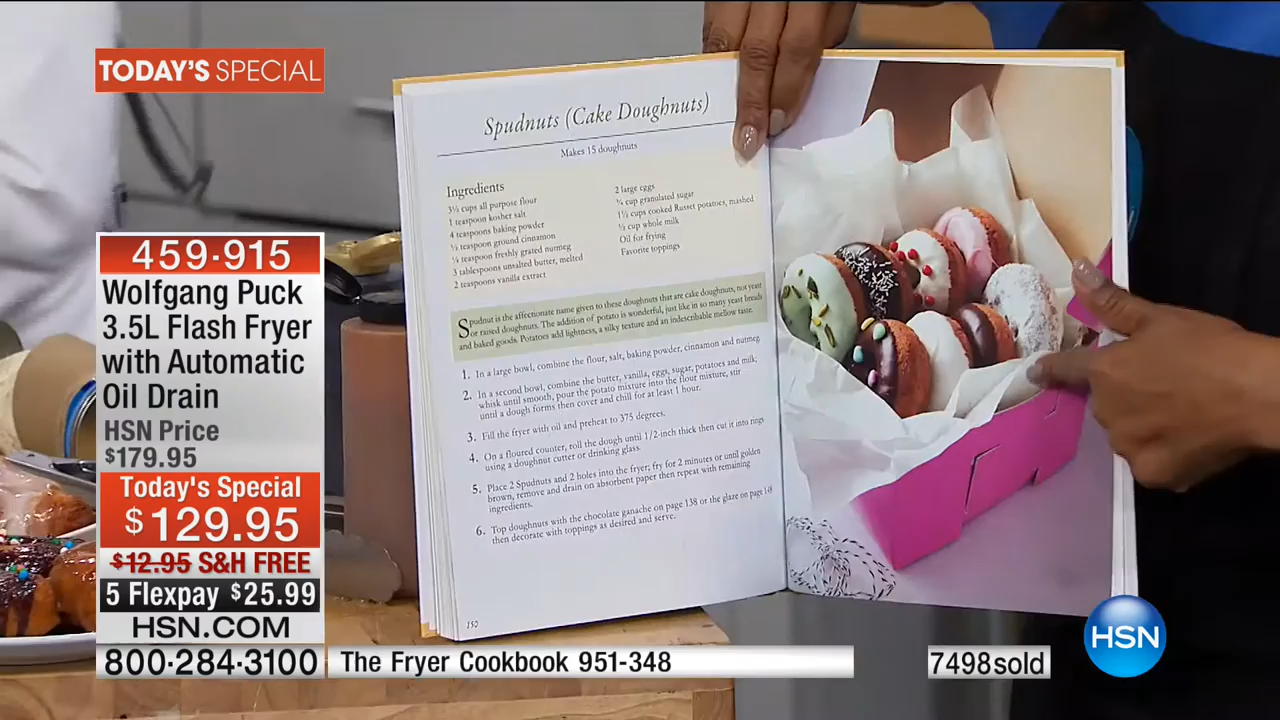 TODAY'S SPECIAL
459·915
Wolfgang Puck
3.5L Flash Fryer
with Automatic
Oil Drain
HSN Price
$179.95
Today's Special
$129.95
$12.95 S&H FREE
5 Flexpay $25.99
HSN.COM
800·284·3100
The Fryer Cookbook 951-348
7498sold
HSN
Spudnuts (Cake Doughnuts)
Makes 15 doughnuts
Ingredients
cups all purpose flour
1 teaspoon kosher salt
4 teaspoons baking powder
teaspoon ground cinnamon
teaspoon freshly grated nutmeg
3 tablespoons unsalted butter, melted
2 teaspoons vanilla extract
2 large eggs
cup granulated sugar
cups cooked Russet potatoes, mashed
cup whole milk
Oil for frying
Favorite toppings
Spudnut is the affectionate name given to these doughnuts that are cake doughnuts, not yeast
or raised doughnuts. The addition of potato is wonderful, just like in so many yeast breads
and baked goods. Potatoes add lightness, a silky texture and an indescribable mellow taste.
1. In a large bowl, combine the flour, salt, baking powder, cinnamon and nutmeg.
2. In a second bowl, combine the butter, vanilla, eggs, sugar, potatoes and milk;
whisk until smooth, pour the potato mixture into the flour mixture, stir
until a dough forms then cover and chill for at least 1 hour.
3. Fill the fryer with oil and preheat to 375 degrees.
4. On a floured counter, roll the dough until 1/2-inch thick then cut it into rings
using a doughnut cutter or drinking glass.
5. Place 2 Spudnuts and 2 holes into the fryer; fry for 2 minutes or until golden
brown, remove and drain on absorbent paper then repeat with remaining
ingredients.
6. Top doughnuts with the chocolate ganache on page 138 or the glaze on page 148
then decorate with toppings as desired and serve.
150